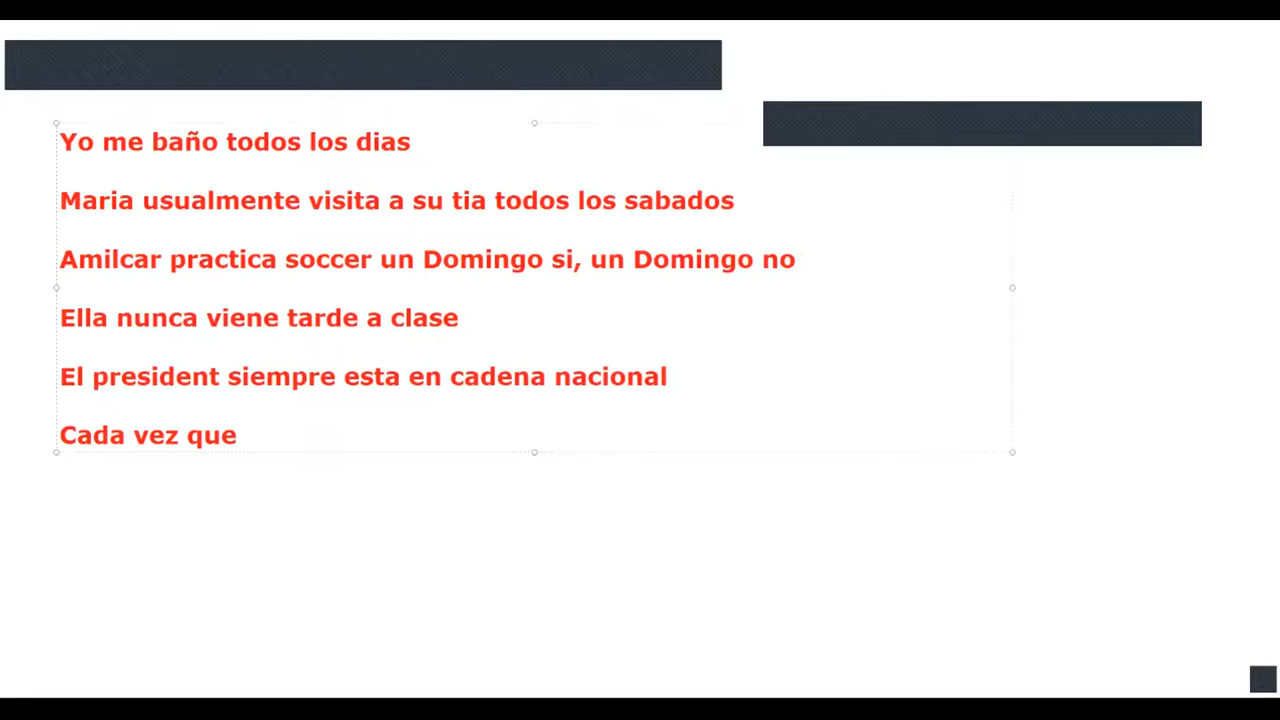 Yo me baño todos los dias
Maria usualmente visita a su tia todos los sabados
Amilcar practica soccer un Domingo si, un Domingo no
Ella nunca viene tarde a clase
El president siempre esta en cadena nacional
Cada vez que